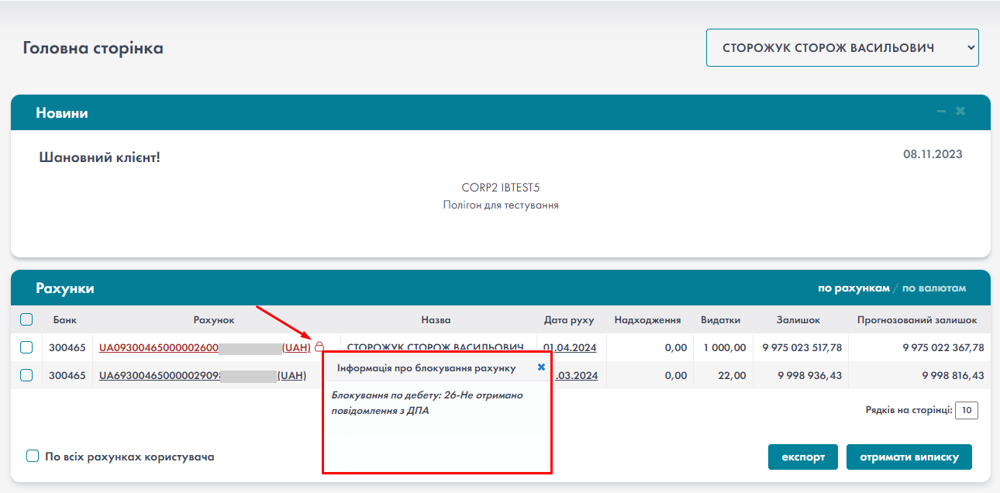 Головна сторінка
СТОРОЖУК СТОРОЖ ВАСИЛЬОВИЧ
Новини
Шановний клієнт!
08.11.2023
CORP2 IBTEST5
Полігон для тестування
Рахунки
по рахункам / по валютам
Банк Рахунок Назва Дата руху Надходження Видатки Залишок Прогнозований залишок
300465 UA09300465000002600 (UAH) СТОРОЖУК СТОРОЖ ВАСИЛЬОВИЧ 01.04.2024 0,00 1 000,00 9 975 023 517,78 9 975 022 367,78
300465 UA69300465000002909 (UAH) .03.2024 0,00 22,00 9 998 936,43 9 998 816,43
Інформація про блокування рахунку
Блокування по дебету: 26-Не отримано
повідомлення з ДПА
Рядків на сторінці: 10
По всіх рахунках користувача
експорт отримати виписку